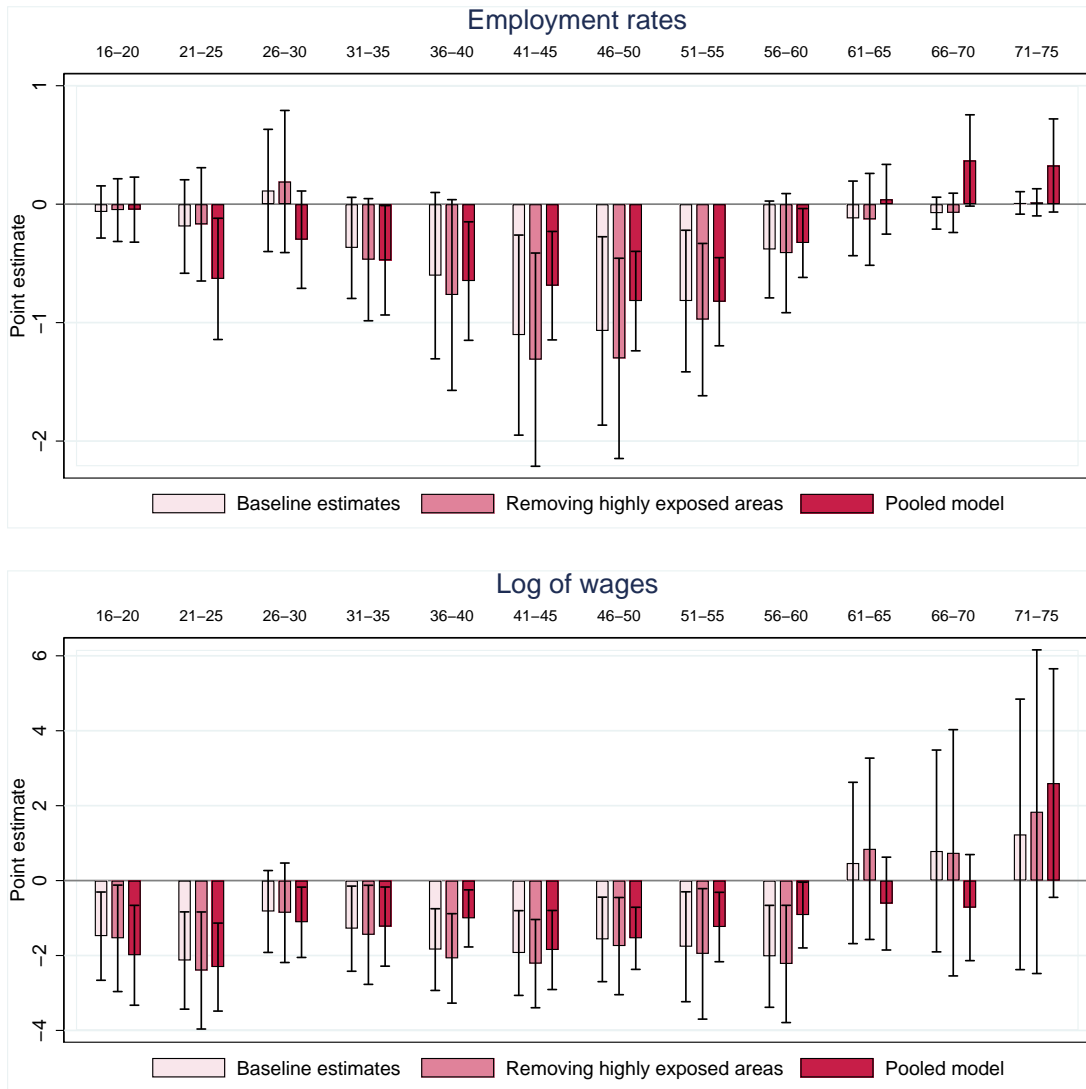 Employment rates
16−20 21−25 26−30 31−35 36−40 41−45 46−50 51−55 56−60 61−65 66−70 71−75
1
0
−1
−2
Point estimate
Baseline estimates Removing highly exposed areas Pooled model
Log of wages
16−20 21−25 26−30 31−35 36−40 41−45 46−50 51−55 56−60 61−65 66−70 71−75
6
4
2
0
−2
−4
Point estimate
Baseline estimates Removing highly exposed areas Pooled model